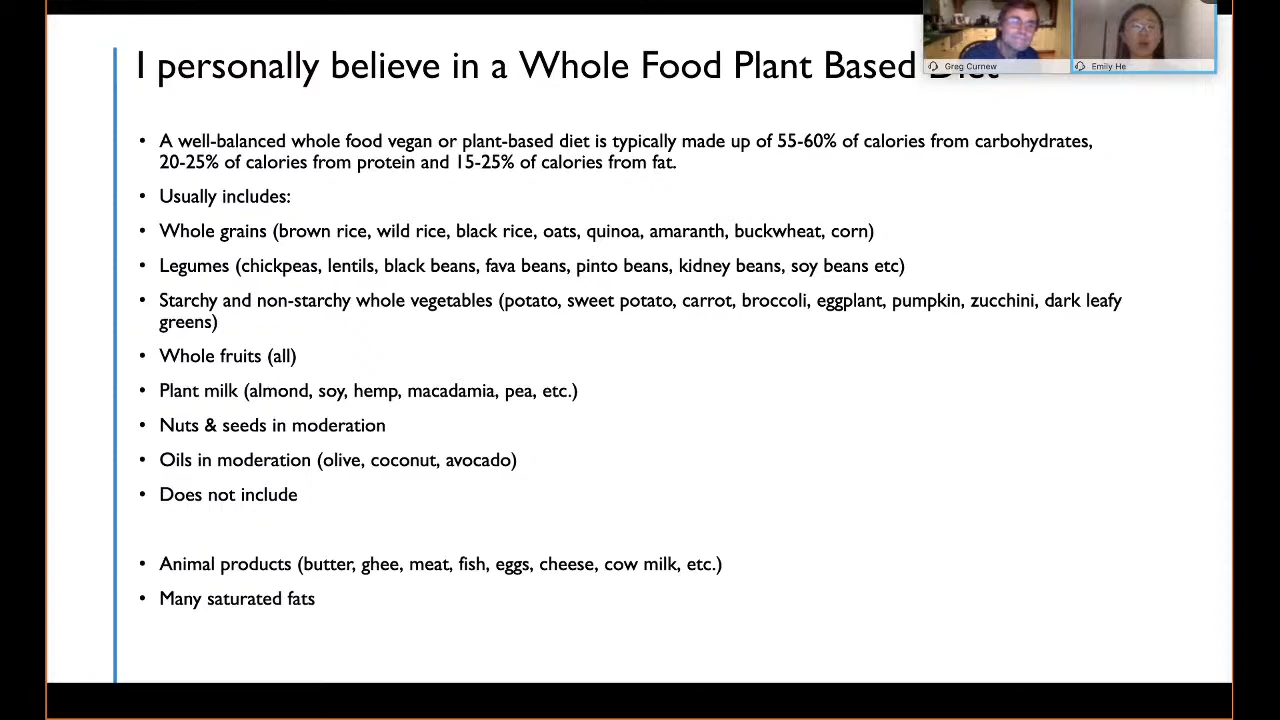 I personally believe in a Whole Food Plant Based Diet
Greg Curnew
Emily He
• A well-balanced whole food vegan or plant-based diet is typically made up of 55-60% of calories from carbohydrates,
20-25% of calories from protein and 15-25% of calories from fat.
• Usually includes:
• Whole grains (brown rice, wild rice, black rice, oats, quinoa, amaranth, buckwheat, corn)
• Legumes (chickpeas, lentils, black beans, fava beans, pinto beans, kidney beans, soy beans etc)
• Starchy and non-starchy whole vegetables (potato, sweet potato, carrot, broccoli, eggplant, pumpkin, zucchini, dark leafy
greens)
• Whole fruits (all)
• Plant milk (almond, soy, hemp, macadamia, pea, etc.)
• Nuts & seeds in moderation
• Oils in moderation (olive, coconut, avocado)
• Does not include
• Animal products (butter, ghee, meat, fish, eggs, cheese, cow milk, etc.)
• Many saturated fats